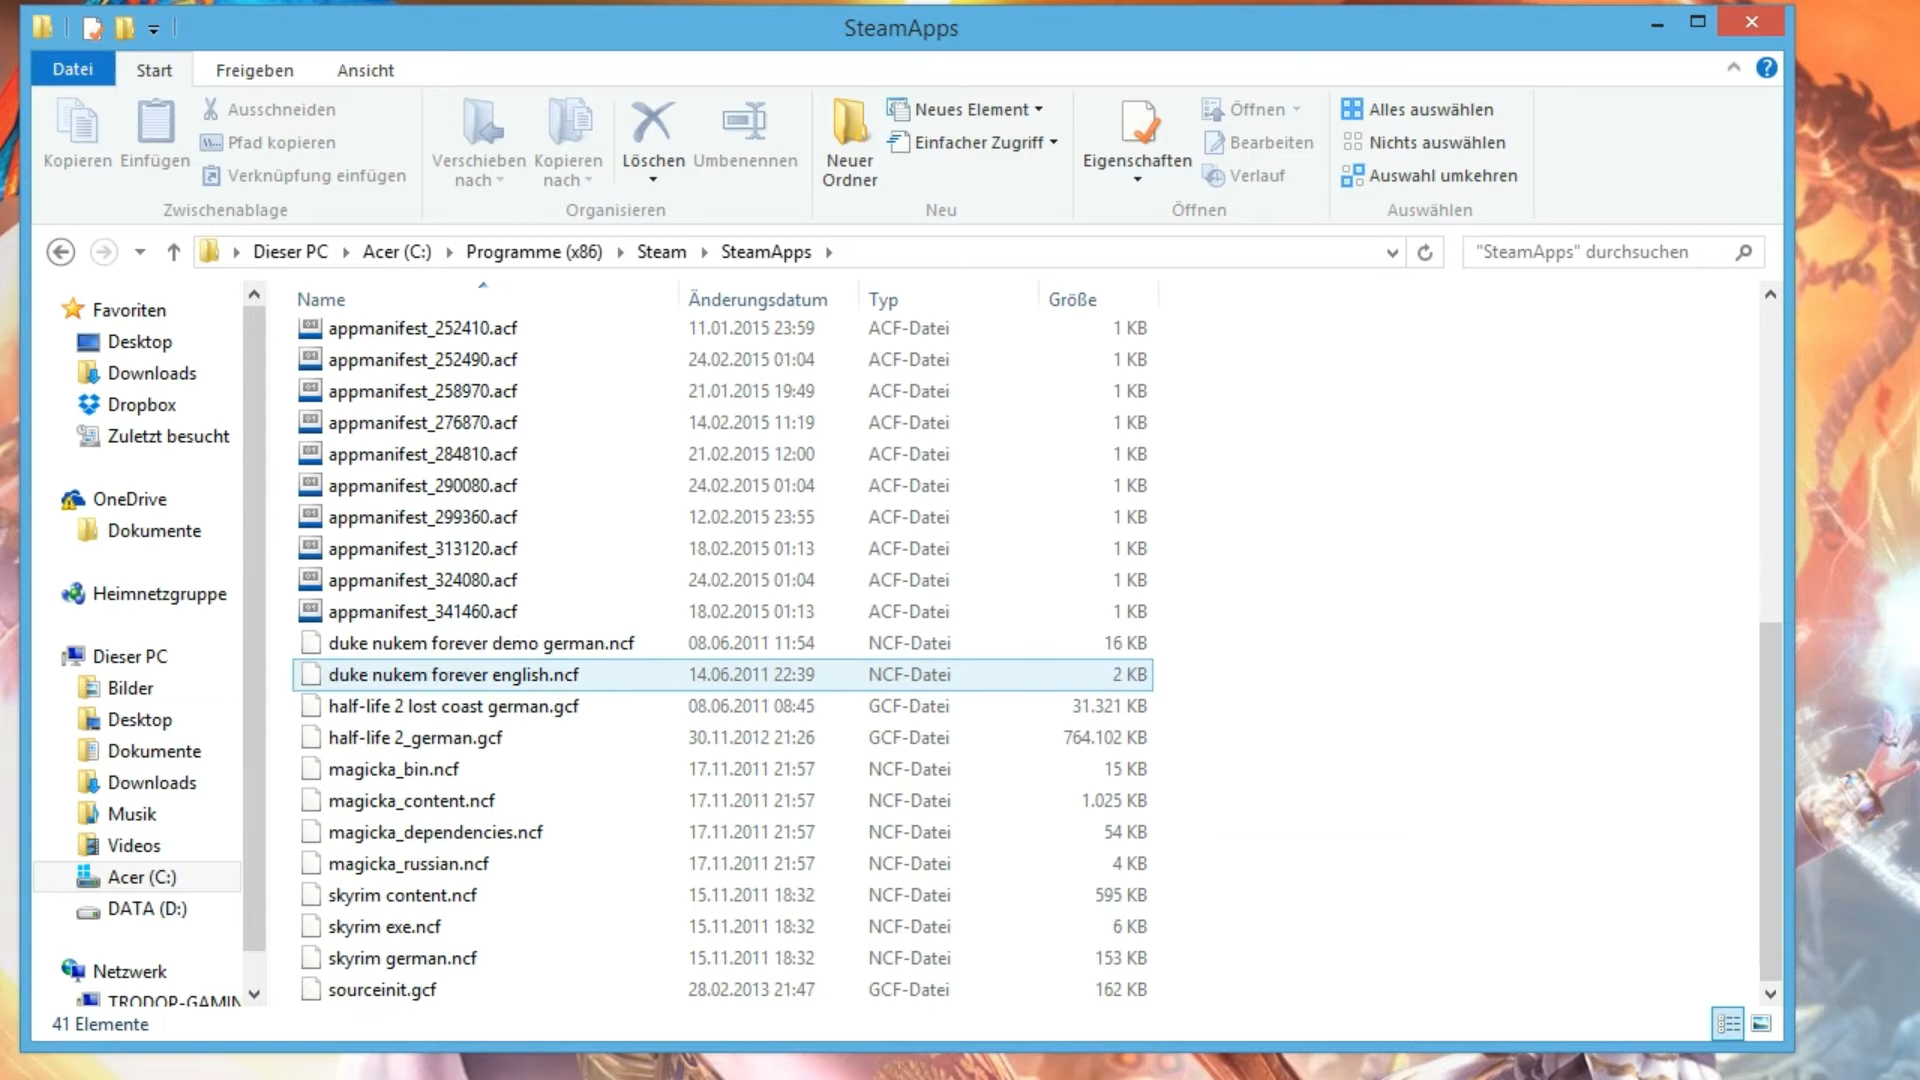 SteamApps
Datei Start Freigeben Ansicht
Kopieren
Einfügen
Ausschneiden
Pfad kopieren
Verknüpfung einfügen
Zwischenablage
Verschieben nach
Kopieren nach
Löschen
Umbenennen
Organisieren
Neuer Ordner
Neues Element
Einfacher Zugriff
Neu
Eigenschaften
Öffnen
Bearbeiten
Verlauf
Öffnen
Alles auswählen
Nichts auswählen
Auswahl umkehren
Auswählen
Dieser PC Acer (C:) Programme (x86) Steam SteamApps
"SteamApps" durchsuchen
Favoriten
Desktop
Downloads
Dropbox
Zuletzt besucht
OneDrive
Dokumente
Heimnetzgruppe
Dieser PC
Bilder
Desktop
Dokumente
Downloads
Musik
Videos
Acer (C:)
DATA (D:)
Netzwerk
TRODOP-GAMIN
Name Änderungsdatum Typ Größe
appmanifest_252410.acf 11.01.2015 23:59 ACF-Datei 1 KB
appmanifest_252490.acf 24.02.2015 01:04 ACF-Datei 1 KB
appmanifest_258970.acf 21.01.2015 19:49 ACF-Datei 1 KB
appmanifest_276870.acf 14.02.2015 11:19 ACF-Datei 1 KB
appmanifest_284810.acf 21.02.2015 12:00 ACF-Datei 1 KB
appmanifest_290080.acf 24.02.2015 01:04 ACF-Datei 1 KB
appmanifest_299360.acf 12.02.2015 23:55 ACF-Datei 1 KB
appmanifest_313120.acf 18.02.2015 01:13 ACF-Datei 1 KB
appmanifest_324080.acf 24.02.2015 01:04 ACF-Datei 1 KB
appmanifest_341460.acf 18.02.2015 01:13 ACF-Datei 1 KB
duke nukem forever demo german.ncf 08.06.2011 11:54 NCF-Datei 16 KB
duke nukem forever english.ncf 14.06.2011 22:39 NCF-Datei 2 KB
half-life 2 lost coast german.gcf 08.06.2011 08:45 GCF-Datei 31.321 KB
half-life 2_german.gcf 30.11.2012 21:26 GCF-Datei 764.102 KB
magicka_bin.ncf 17.11.2011 21:57 NCF-Datei 15 KB
magicka_content.ncf 17.11.2011 21:57 NCF-Datei 1.025 KB
magicka_dependencies.ncf 17.11.2011 21:57 NCF-Datei 54 KB
magicka_russian.ncf 17.11.2011 21:57 NCF-Datei 4 KB
skyrim content.ncf 15.11.2011 18:32 NCF-Datei 595 KB
skyrim exe.ncf 15.11.2011 18:32 NCF-Datei 6 KB
skyrim german.ncf 15.11.2011 18:32 NCF-Datei 153 KB
sourceinit.gcf 28.02.2013 21:47 GCF-Datei 162 KB
41 Elemente